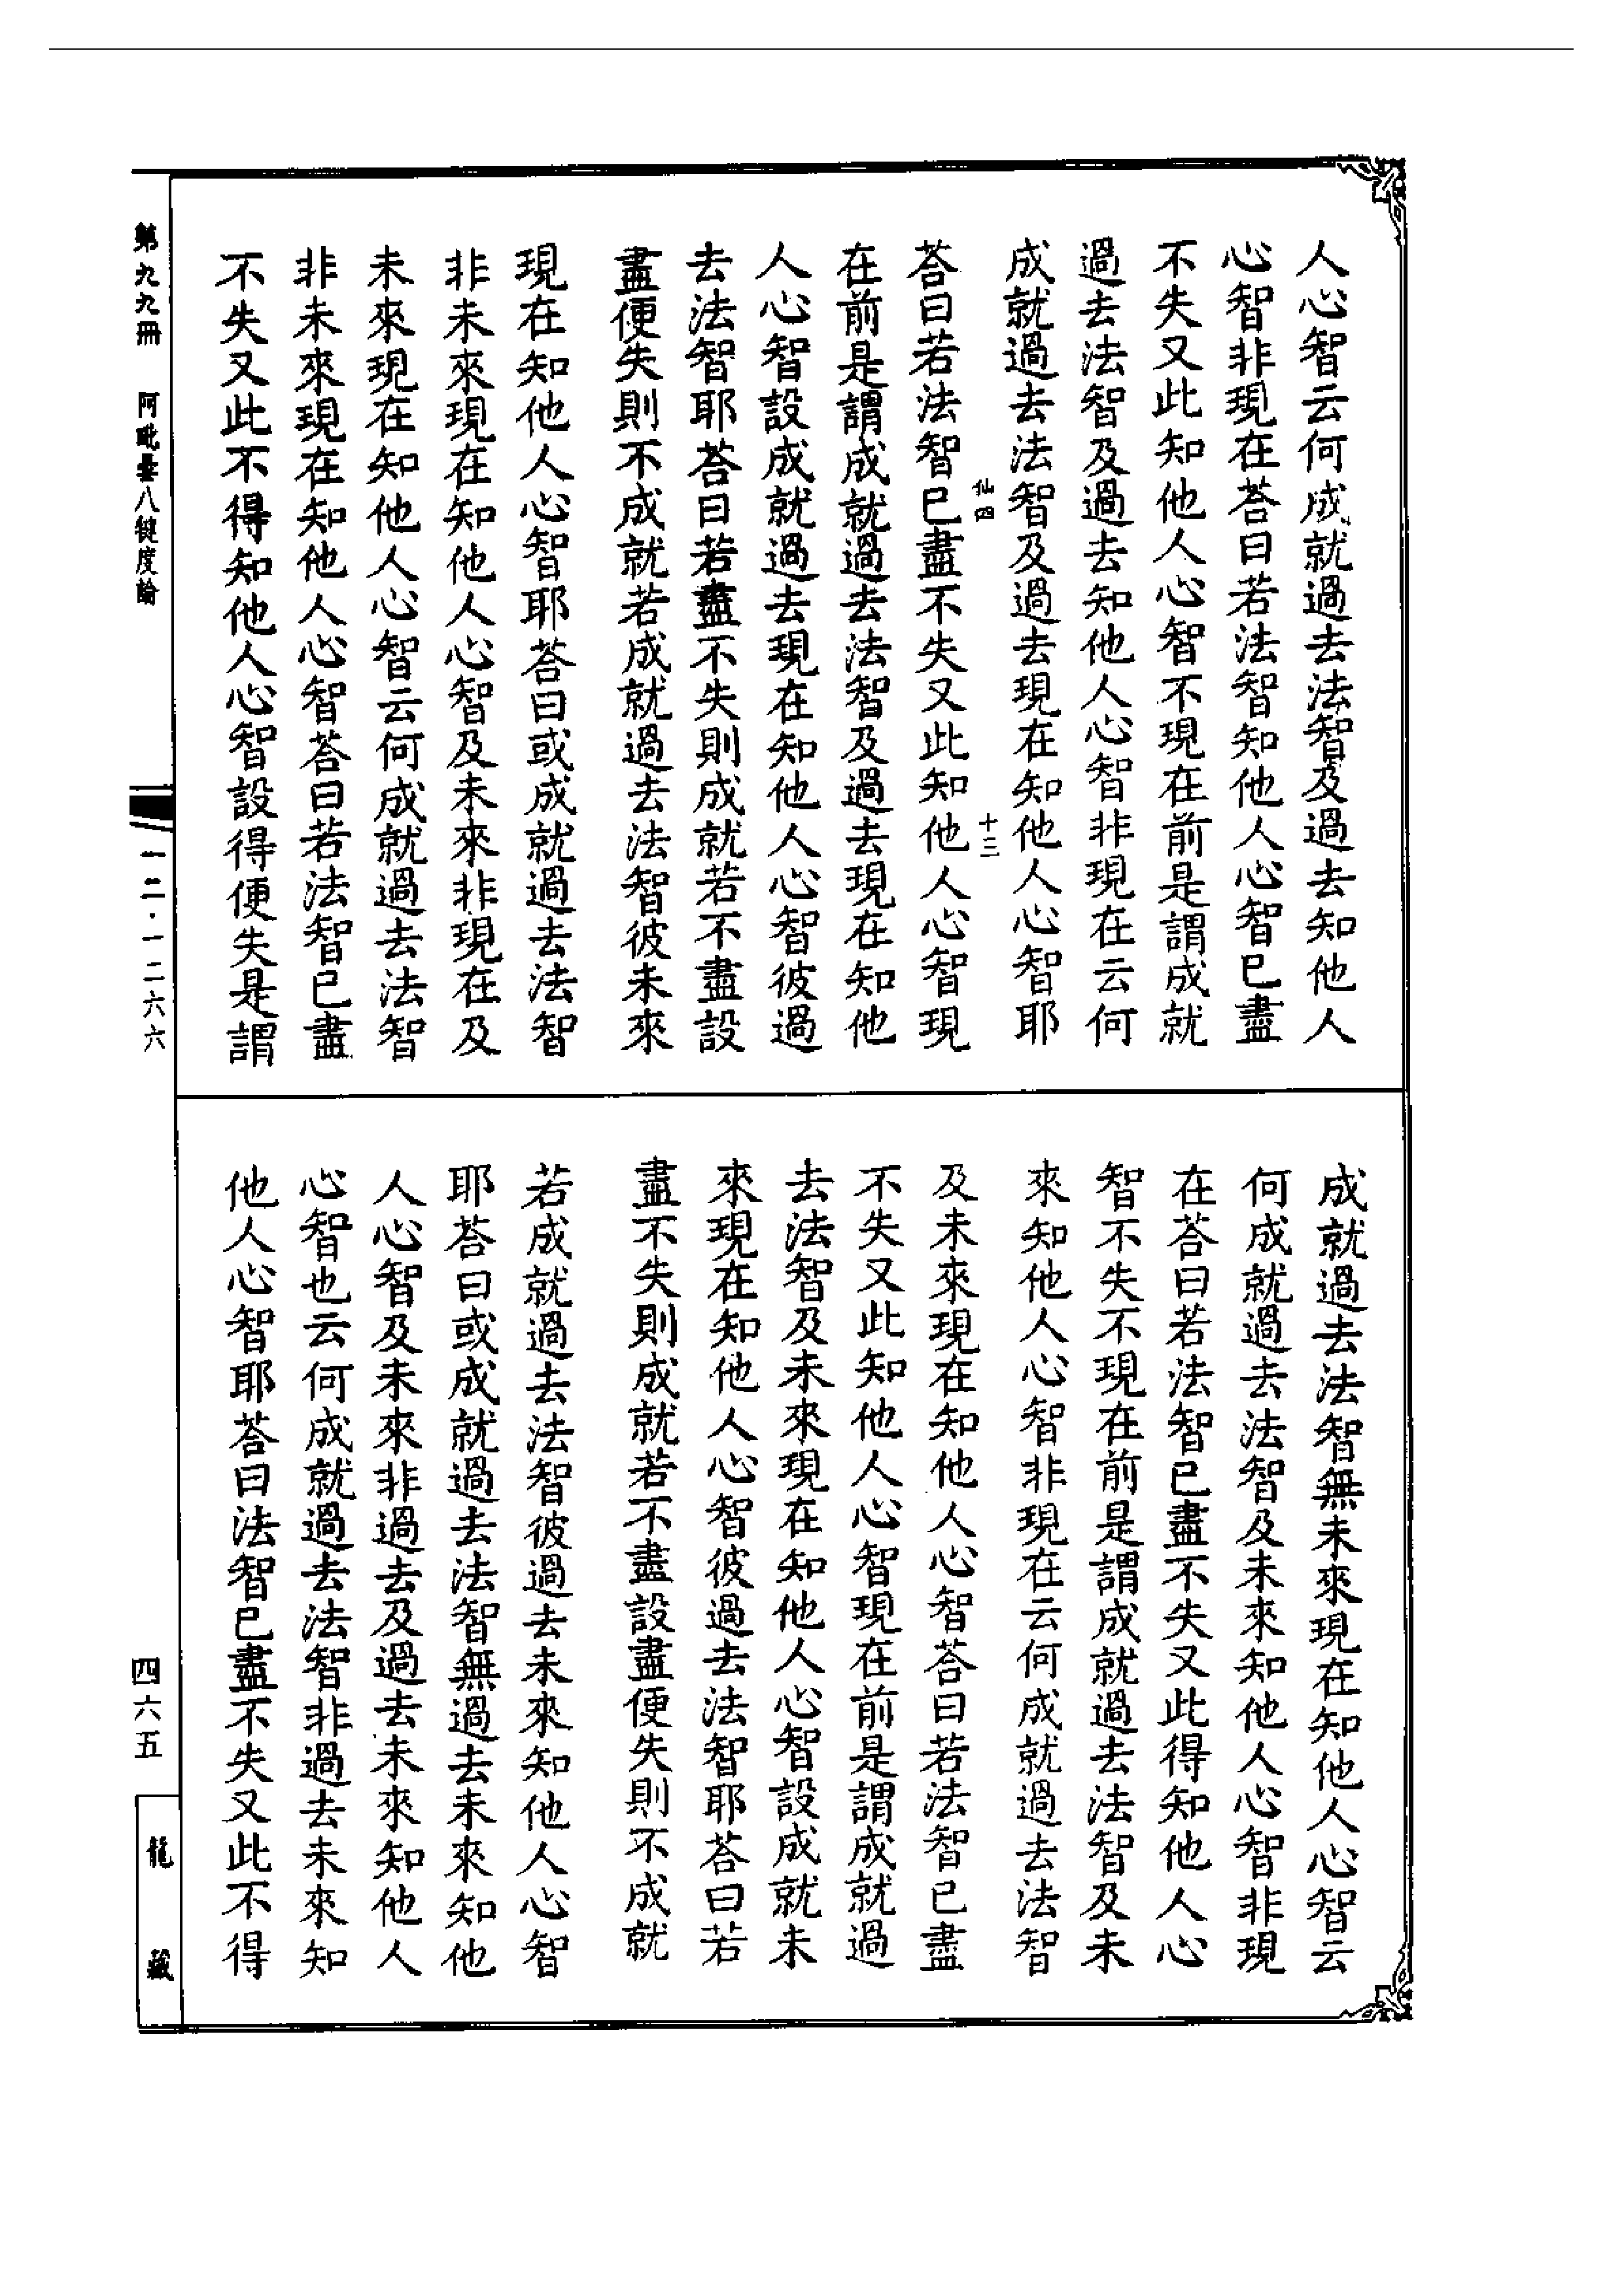 人心智云何成就過去法智及過去知他人
心智非現在荅曰若法智知他人心智已盡
不失又此知他人心智不現在前是謂成就
過去法智及過去知他人心智非現在云何
成就過去法智及過去現在知他人心智耶
仙四 十三
荅曰若法智已盡不失又此知他人心智現
在前是謂成就過去法智及過去現在知他
人心智設成就過去現在知他人心智彼過
去法智耶荅曰若盡不失則成就若不盡設
盡便失則不成就若成就過去法智彼未來
現在知他人心智耶荅曰或成就過去法智
非未來現在知他人心智及未來非現在及
未來現在知他人心智云何成就過去法智
非未來現在知他人心智荅曰若法智已盡
不失又此不得知他人心智設得便失是謂
成就過去法智無未來現在知他人心智云
何成就過去法智及未來知他人心智非現
在荅曰若法智已盡不失又此得知他人心
智不失不現在前是謂成就過去法智及未
來知他人心智非現在云何成就過去法智
及未來現在知他人心智荅曰若法智已盡
不失又此知他人心智現在前是謂成就過
去法智及未來現在知他人心智設成就未
來現在知他人心智彼過去法智耶荅曰若
盡不失則成就若不盡設盡便失則不成就
若成就過去法智彼過去未來知他人心智
耶荅曰或成就過去法智無過去未來知他
人心智及未來非過去及過去未來知他人
心智也云何成就過去法智非過去未來知
他人心智耶荅曰法智已盡不失又此不得
第九九冊 阿毗曇八犍度論
一二·一二六六
四六五
龍藏